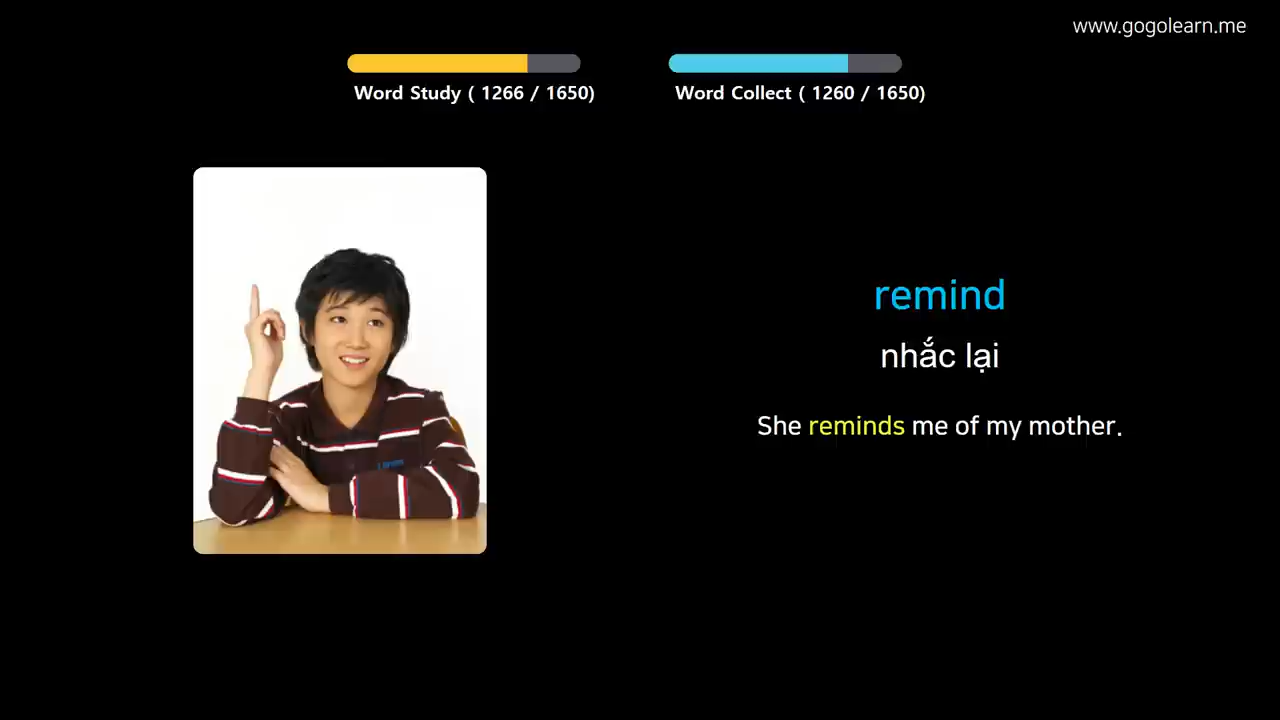 www.gogolearn.me
Word Study ( 1266 / 1650)
Word Collect ( 1260 / 1650)
remind
nhắc lại
She reminds me of my mother.